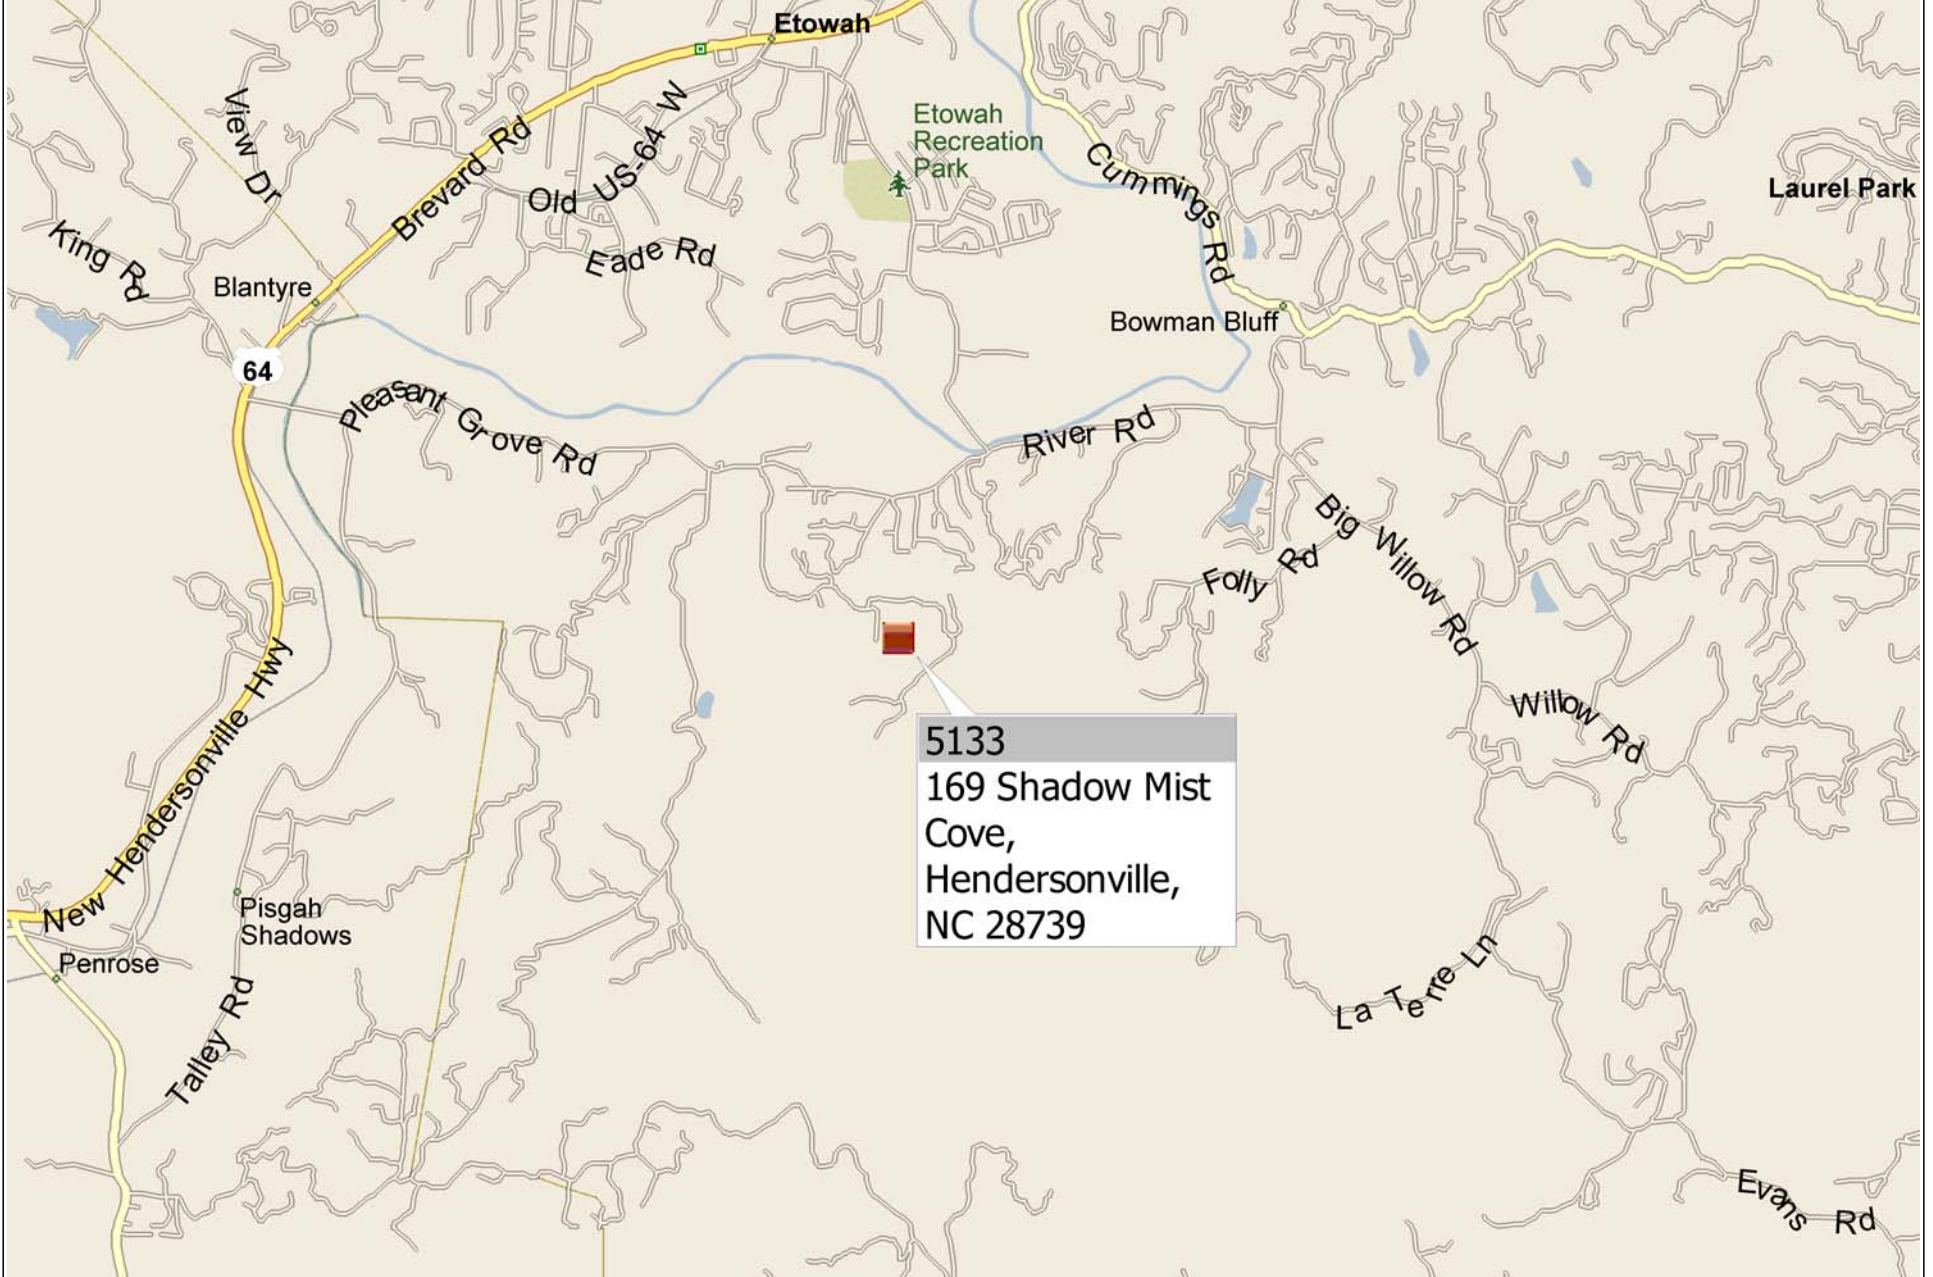 Etowah
View Dr
Brevard Rd
Old US-64 W
Etowah
Recreation
Park
Cummings Rd
Laurel Park
King Rd
Eade Rd
Blantyre
Bowman Bluff
64
Pleasant Grove Rd
River Rd
Big Willow Rd
Folly Rd
Willow Rd
New Hendersonville Hwy
5133
169 Shadow Mist
Cove,
Hendersonville,
NC 28739
Pisgah
Shadows
Penrose
Talley Rd
La Terre Ln
Evans Rd